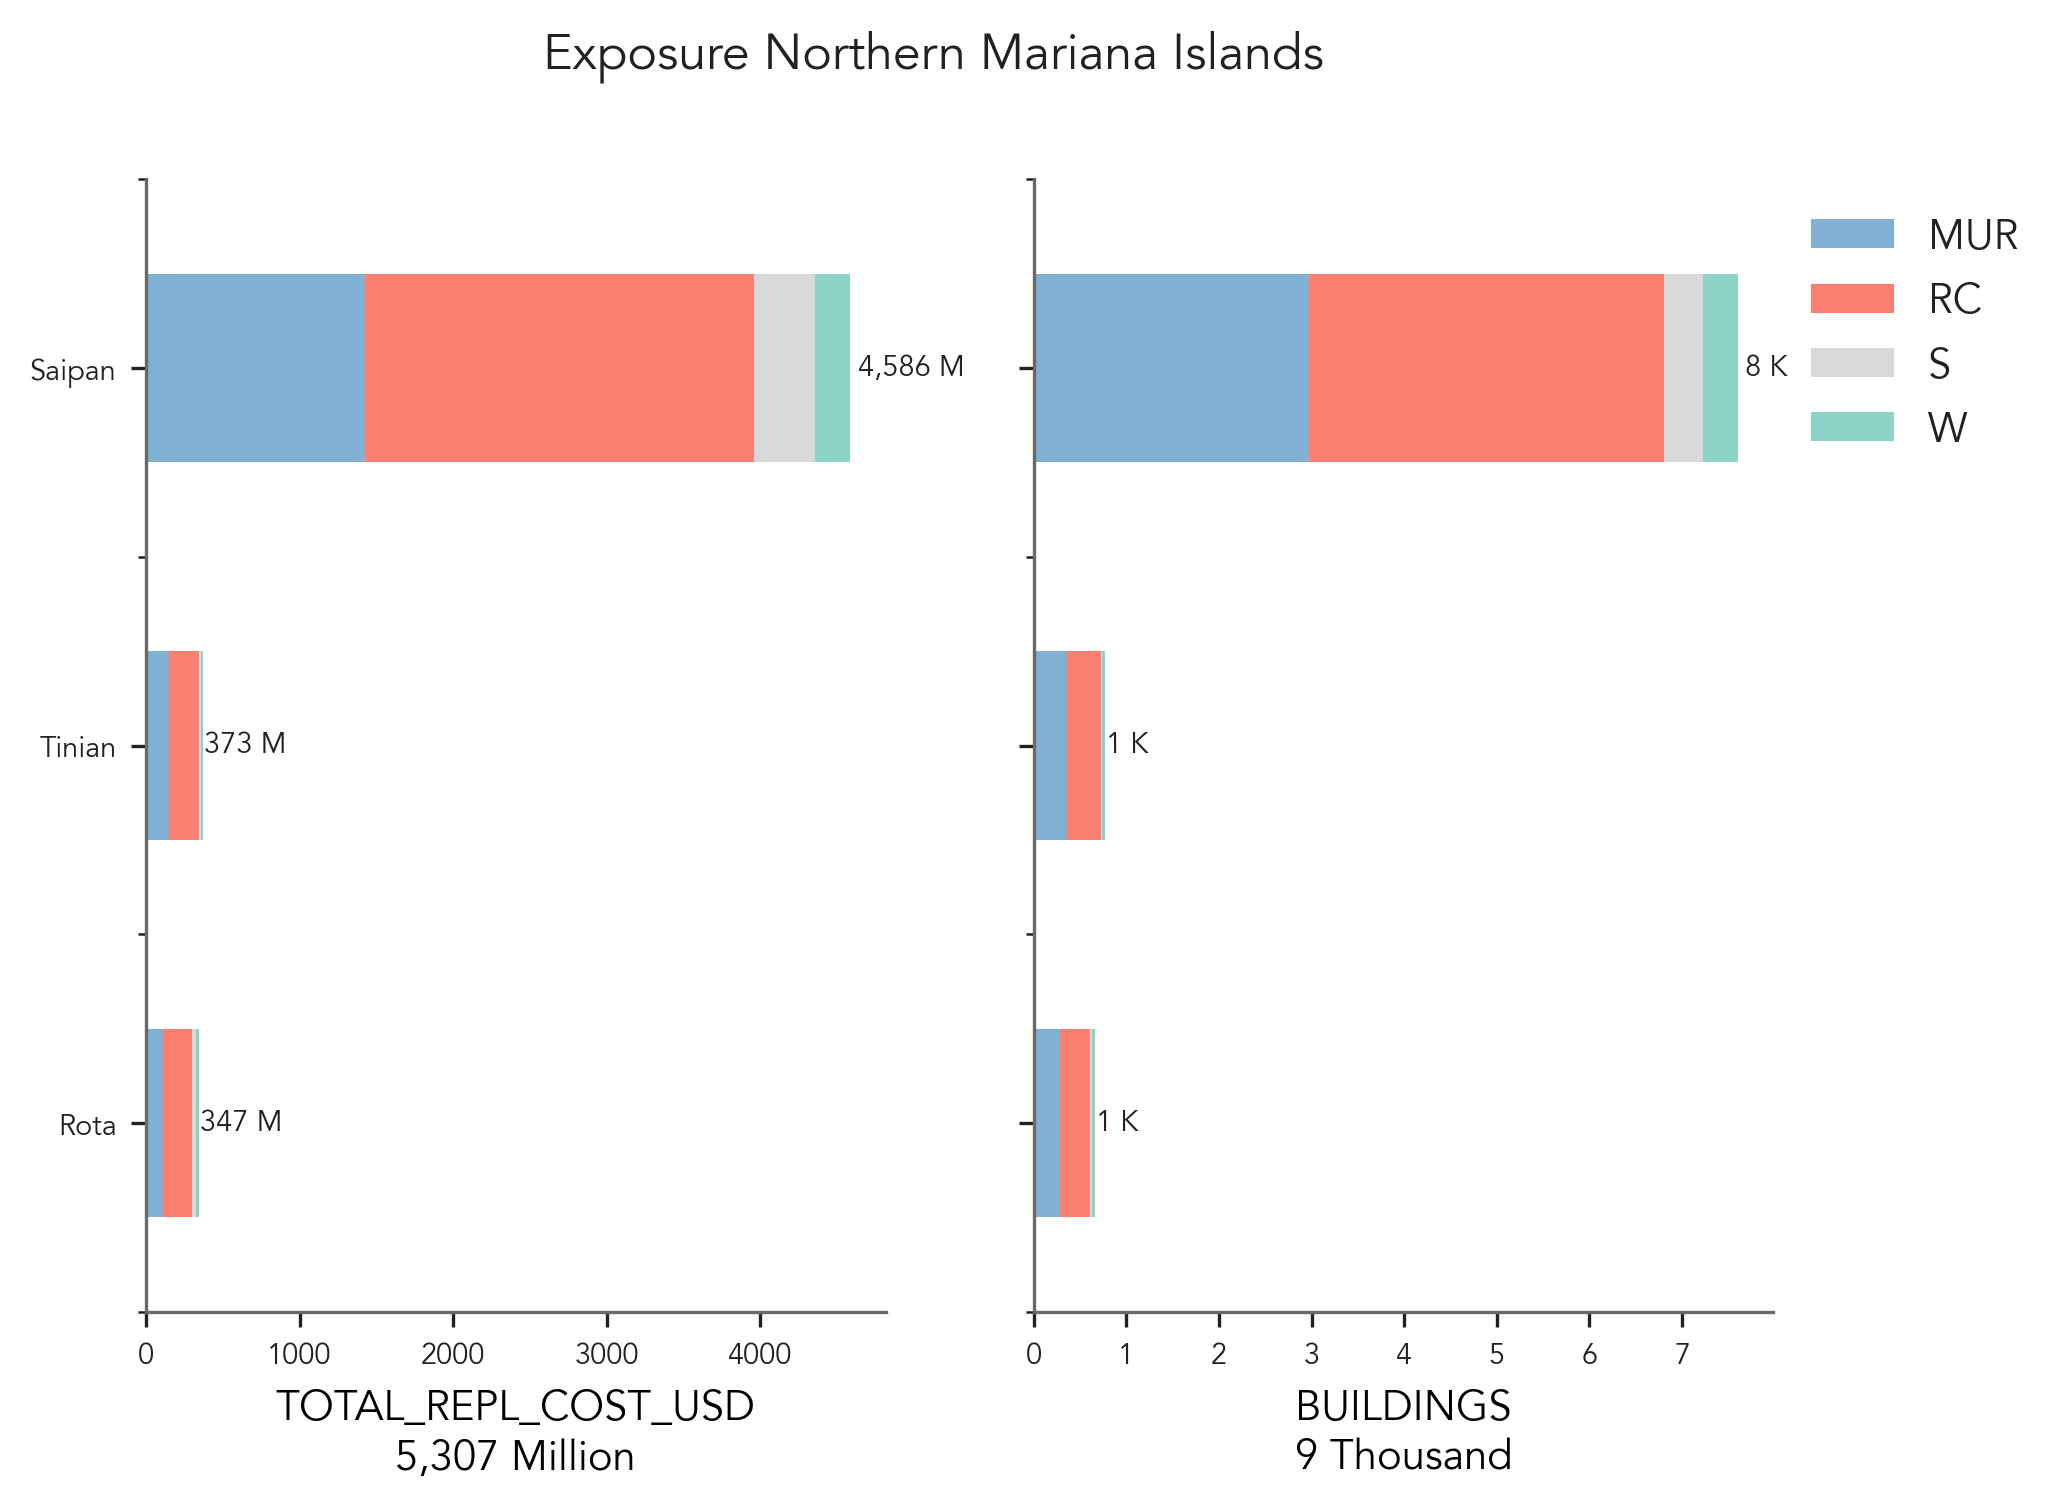 Exposure Northern Mariana Islands
Saipan
4,586 M
Tinian
373 M
Rota
347 M
0 1000 2000 3000 4000
TOTAL_REPL_COST_USD
5,307 Million
8 K
1 K
1 K
0 1 2 3 4 5 6 7
BUILDINGS
9 Thousand
MUR
RC
S
W